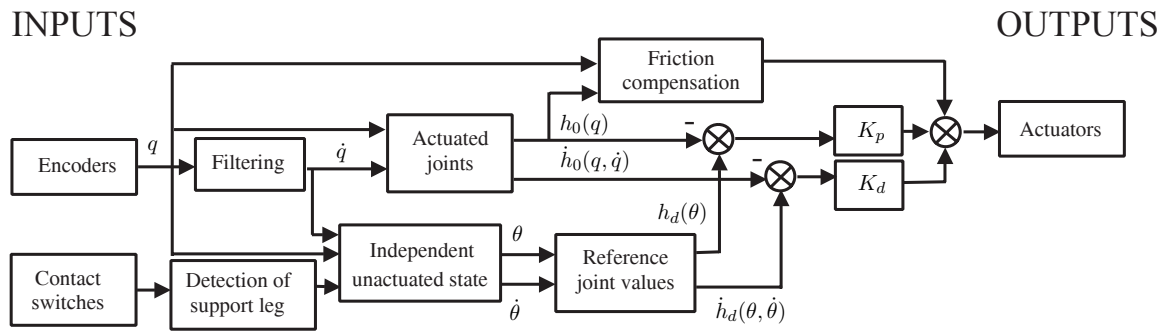 INPUTS
OUTPUTS
Friction
compensation
Encoders
q
Filtering
q̇
Actuated
joints
h₀(q)
ḣ₀(q, q̇)
-
-
K_p
K_d
Actuators
h_d(θ)
Contact
switches
Detection of
support leg
Independent
unactuated state
θ
θ̇
Reference
joint values
ḣ_d(θ, θ̇)